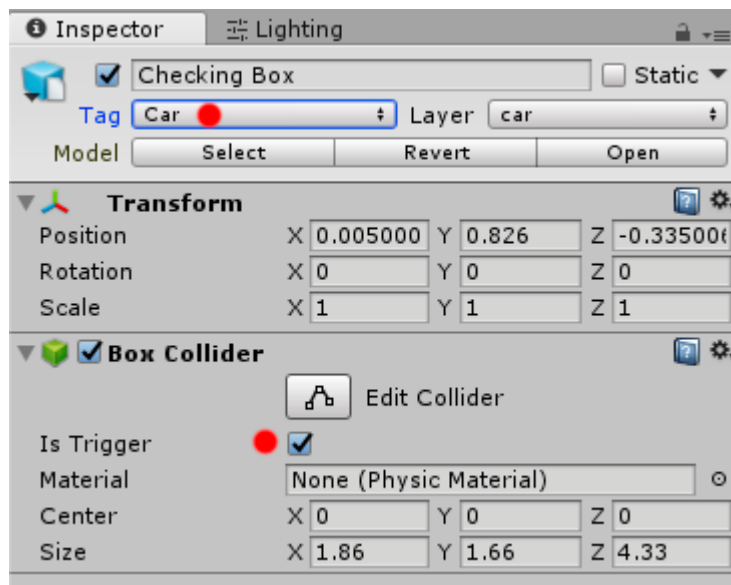 Inspector Lighting
Checking Box Static
Tag Car Layer car
Model Select Revert Open
Transform
Position X 0.005000 Y 0.826 Z -0.335006
Rotation X 0 Y 0 Z 0
Scale X 1 Y 1 Z 1
Box Collider
Edit Collider
Is Trigger
Material None (Physic Material)
Center X 0 Y 0 Z 0
Size X 1.86 Y 1.66 Z 4.33